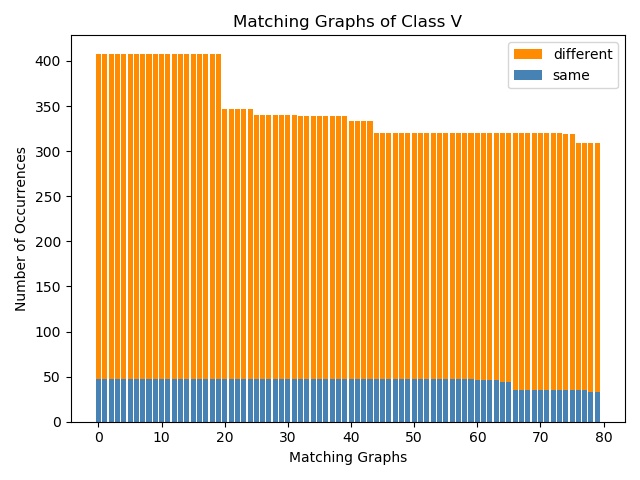 Matching Graphs of Class V
different
same
400
350
300
250
200
150
100
50
0
Number of Occurrences
0 10 20 30 40 50 60 70 80
Matching Graphs